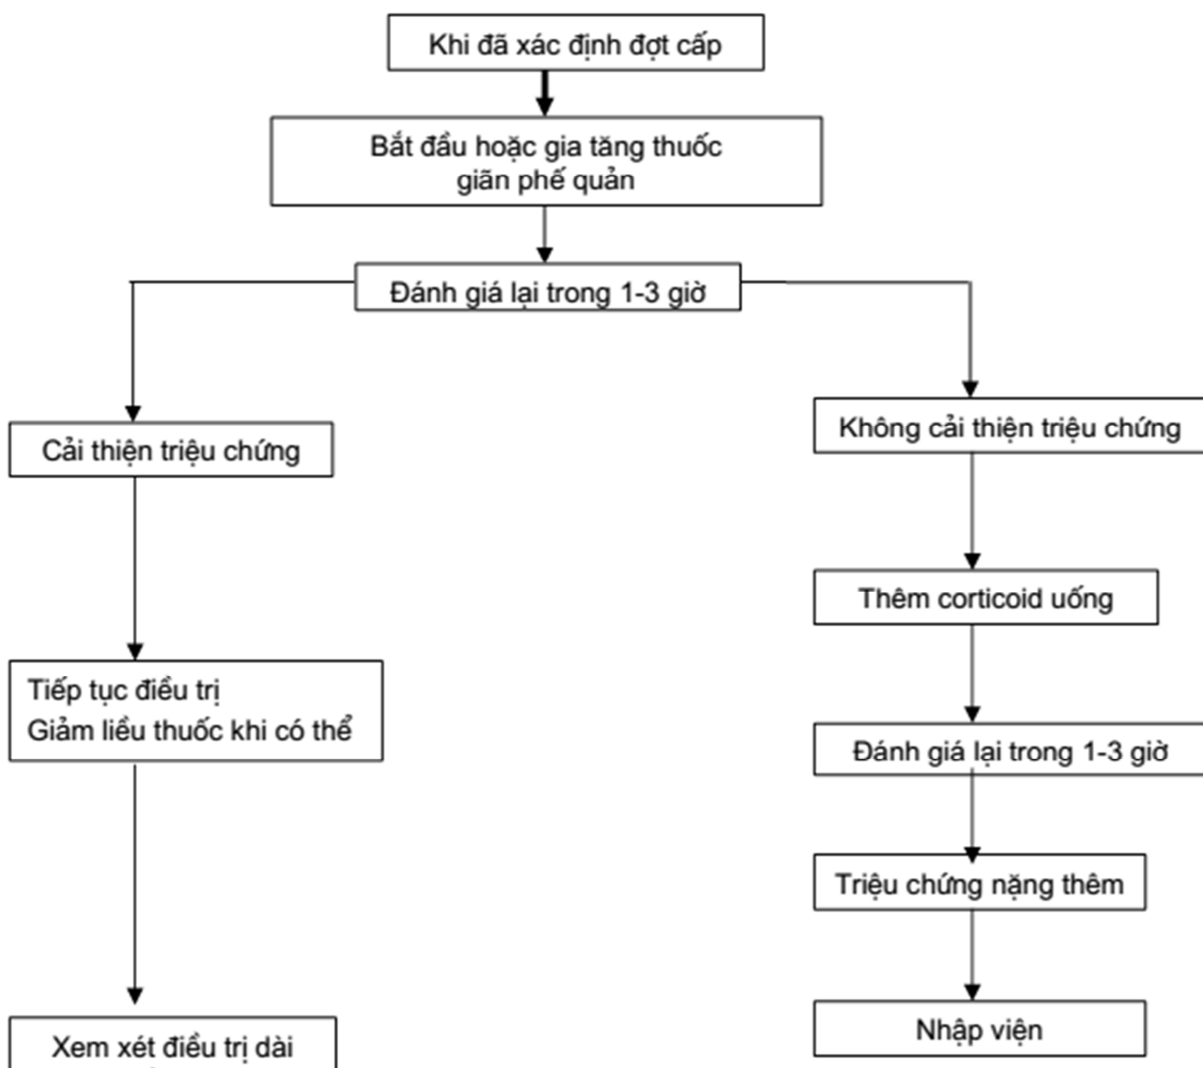 Khi đã xác định đợt cấp
Bắt đầu hoặc gia tăng thuốc
giãn phế quản
Đánh giá lại trong 1-3 giờ
Cải thiện triệu chứng
Không cải thiện triệu chứng
Thêm corticoid uống
Tiếp tục điều trị
Giảm liều thuốc khi có thể
Đánh giá lại trong 1-3 giờ
Triệu chứng nặng thêm
Nhập viện
Xem xét điều trị dài